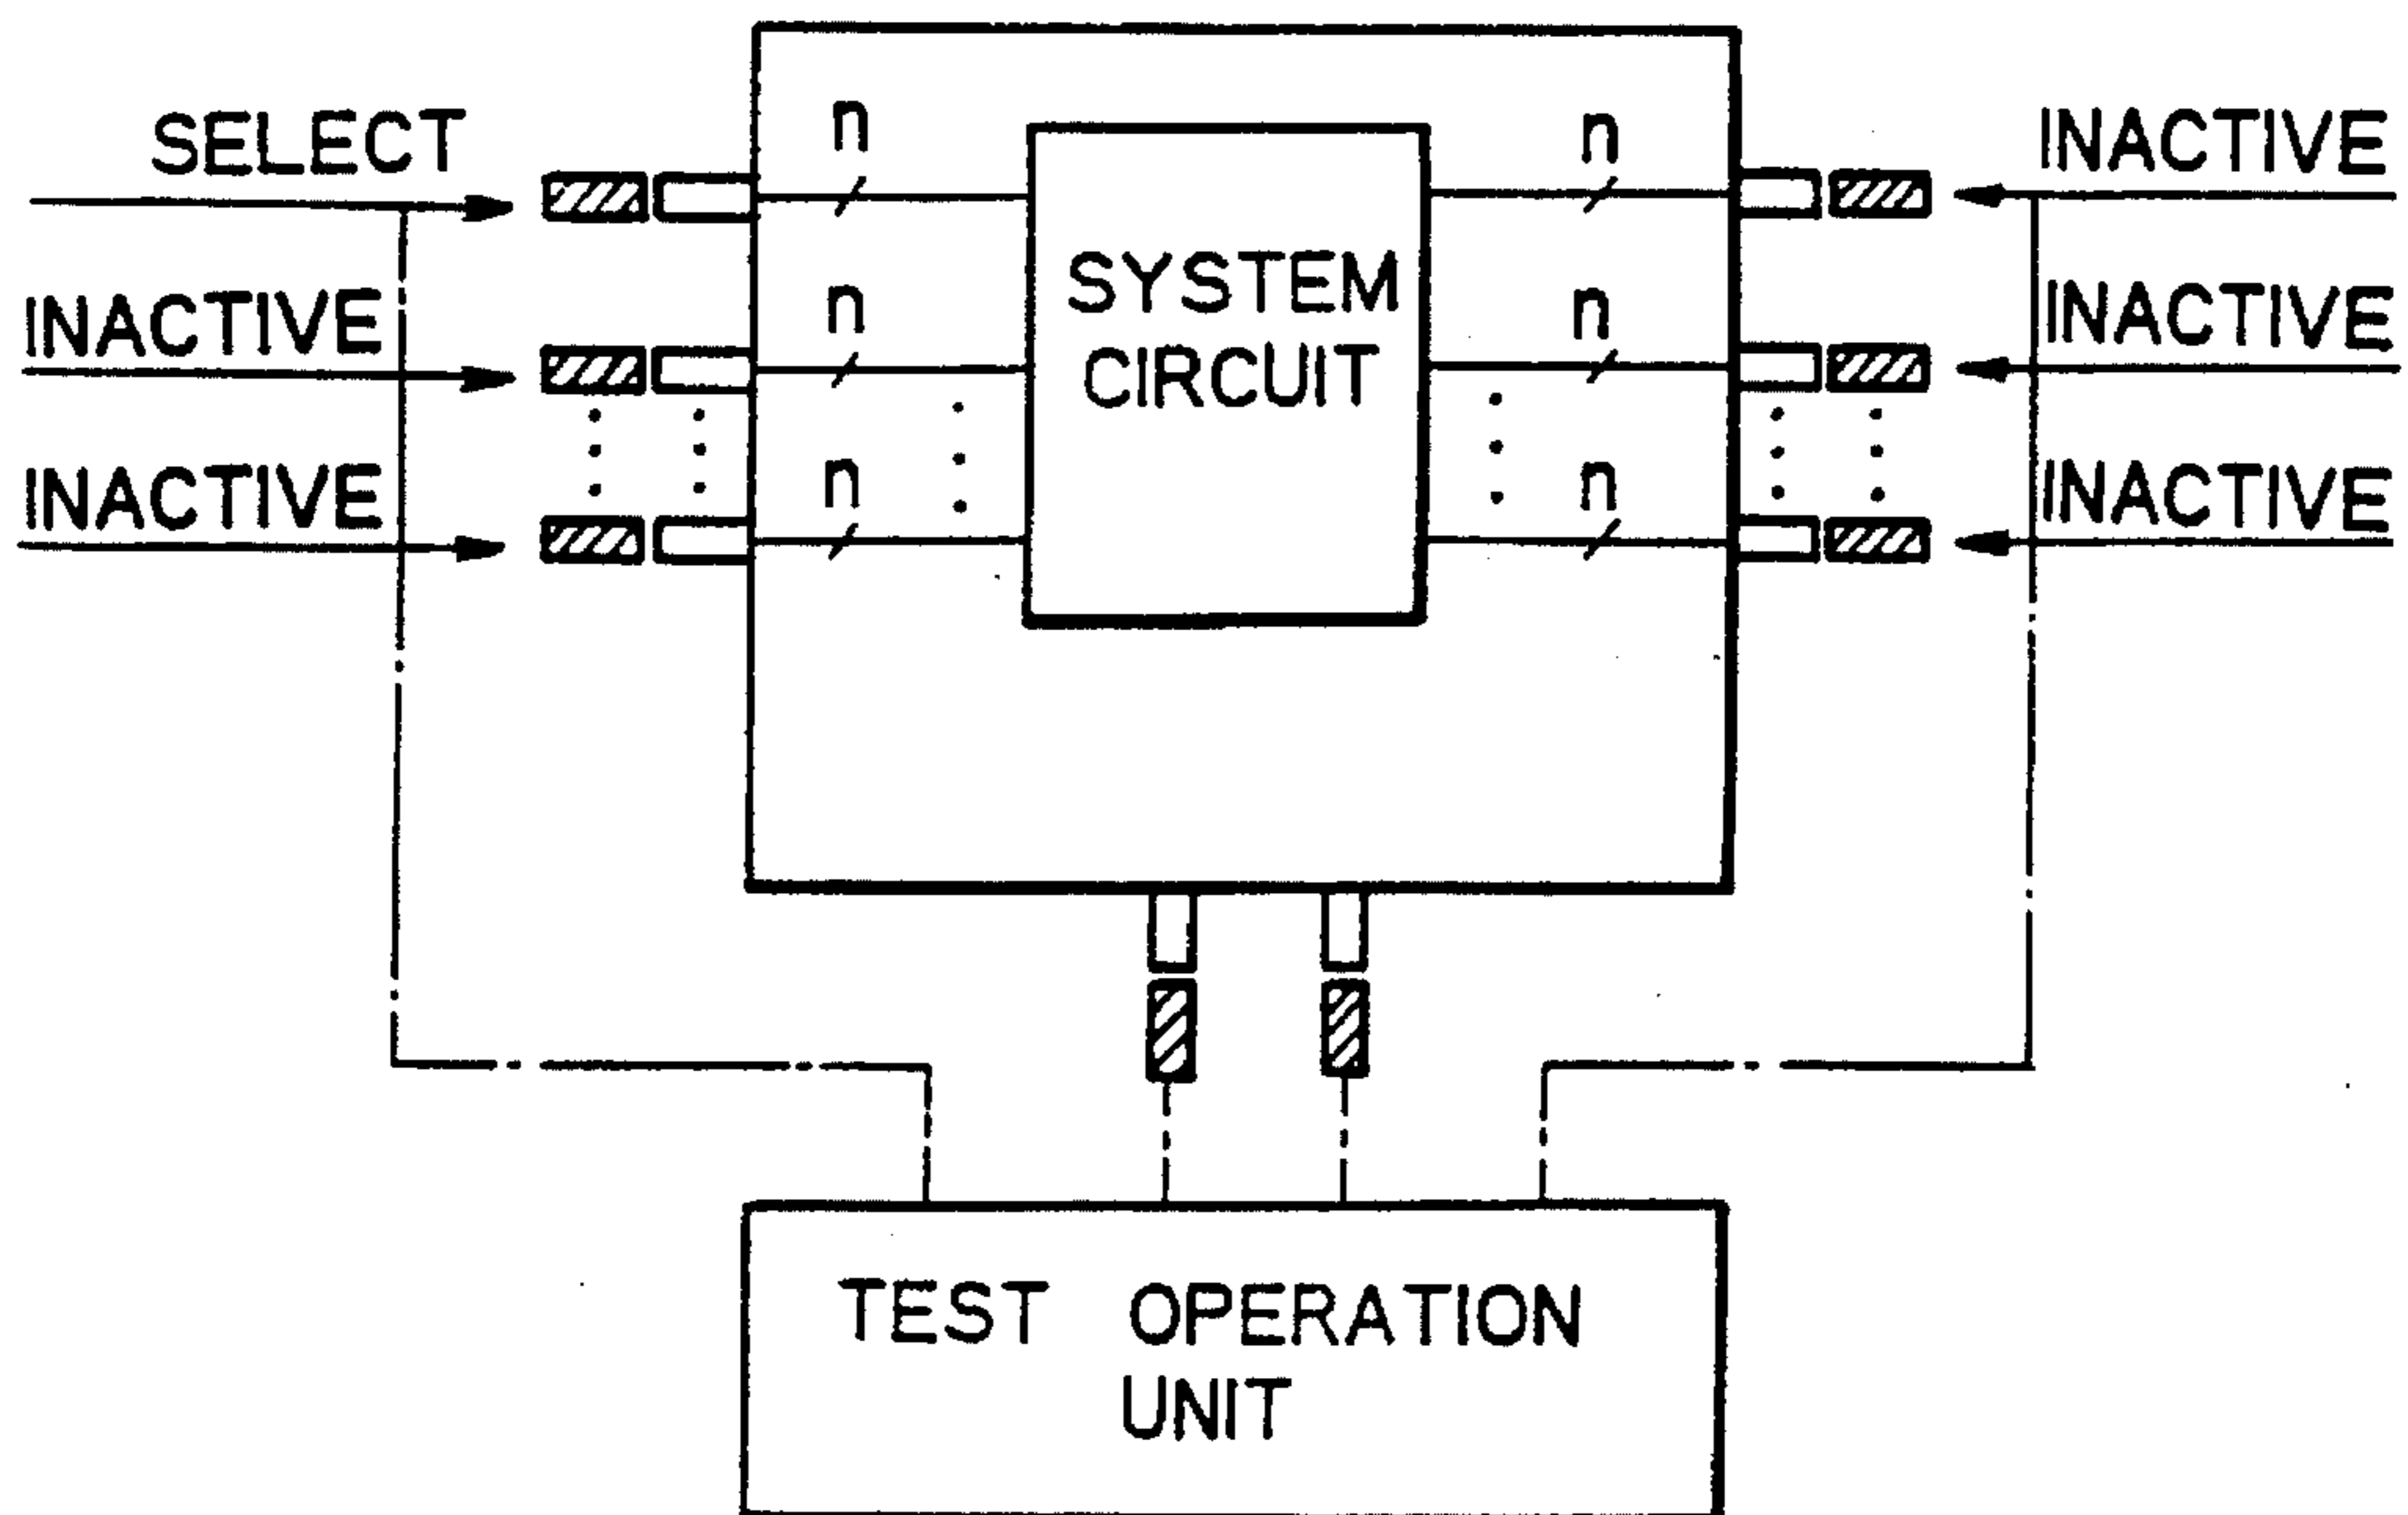 SELECT
n
n
INACTIVE
INACTIVE
n
SYSTEM
CIRCUIT
n
INACTIVE
INACTIVE
n
n
INACTIVE
TEST OPERATION
UNIT